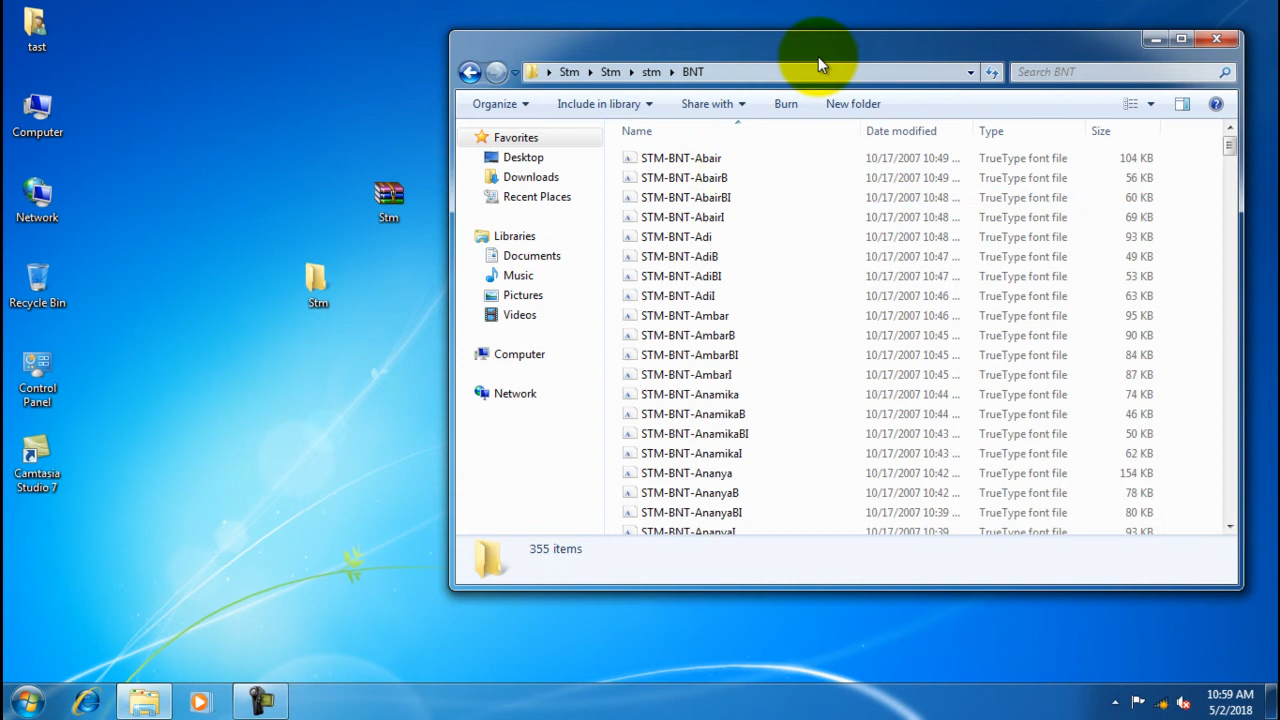 tast
Computer
Network
Recycle Bin
Control
Panel
Camtasia
Studio 7
Stm
Stm
Stm Stm stm BNT
Search BNT
Organize Include in library Share with Burn New folder
Favorites
Desktop
Downloads
Recent Places
Libraries
Documents
Music
Pictures
Videos
Computer
Network
Name Date modified Type Size
STM-BNT-Abair 10/17/2007 10:49 ... TrueType font file 104 KB
STM-BNT-AbairB 10/17/2007 10:49 ... TrueType font file 56 KB
STM-BNT-AbairBI 10/17/2007 10:48 ... TrueType font file 60 KB
STM-BNT-AbairI 10/17/2007 10:48 ... TrueType font file 69 KB
STM-BNT-Adi 10/17/2007 10:48 ... TrueType font file 93 KB
STM-BNT-AdiB 10/17/2007 10:47 ... TrueType font file 49 KB
STM-BNT-AdiBI 10/17/2007 10:47 ... TrueType font file 53 KB
STM-BNT-AdiI 10/17/2007 10:46 ... TrueType font file 63 KB
STM-BNT-Ambar 10/17/2007 10:46 ... TrueType font file 95 KB
STM-BNT-AmbarB 10/17/2007 10:45 ... TrueType font file 90 KB
STM-BNT-AmbarBI 10/17/2007 10:45 ... TrueType font file 84 KB
STM-BNT-AmbarI 10/17/2007 10:45 ... TrueType font file 87 KB
STM-BNT-Anamika 10/17/2007 10:44 ... TrueType font file 74 KB
STM-BNT-AnamikaB 10/17/2007 10:44 ... TrueType font file 46 KB
STM-BNT-AnamikaBI 10/17/2007 10:43 ... TrueType font file 50 KB
STM-BNT-AnamikaI 10/17/2007 10:43 ... TrueType font file 62 KB
STM-BNT-Ananya 10/17/2007 10:42 ... TrueType font file 154 KB
STM-BNT-AnanyaB 10/17/2007 10:42 ... TrueType font file 78 KB
STM-BNT-AnanyaBI 10/17/2007 10:39 ... TrueType font file 80 KB
STM-BNT-AnanyaI 10/17/2007 10:39 ... TrueType font file 93 KB
355 items
10:59 AM
5/2/2018